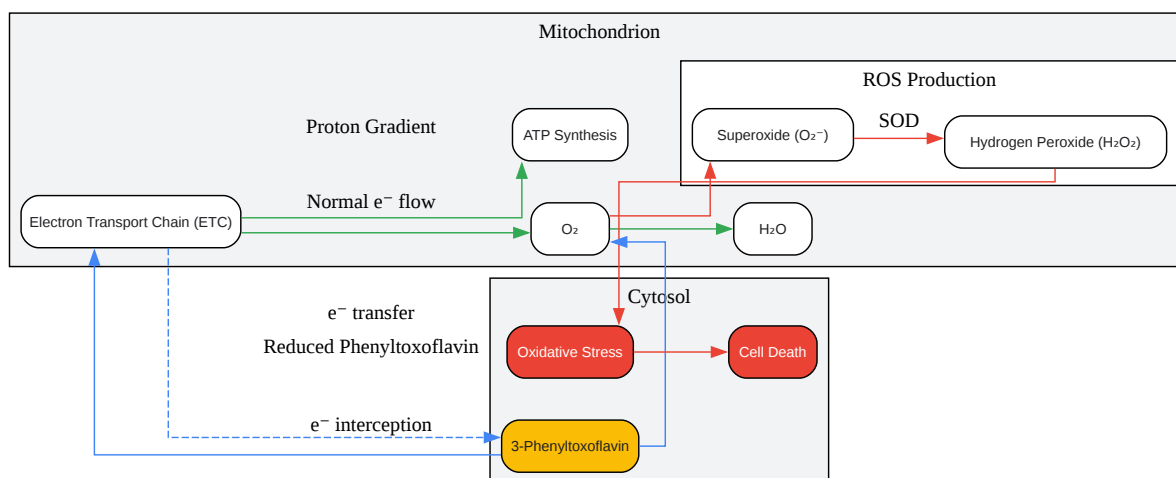 Mitochondrion
ROS Production
Proton Gradient
ATP Synthesis
Superoxide (O₂⁻)
SOD
Hydrogen Peroxide (H₂O₂)
Electron Transport Chain (ETC)
Normal e⁻ flow
O₂
H₂O
Cytosol
e⁻ transfer
Reduced Phenyltoxoflavin
Oxidative Stress
Cell Death
e⁻ interception
3-Phenyltoxoflavin